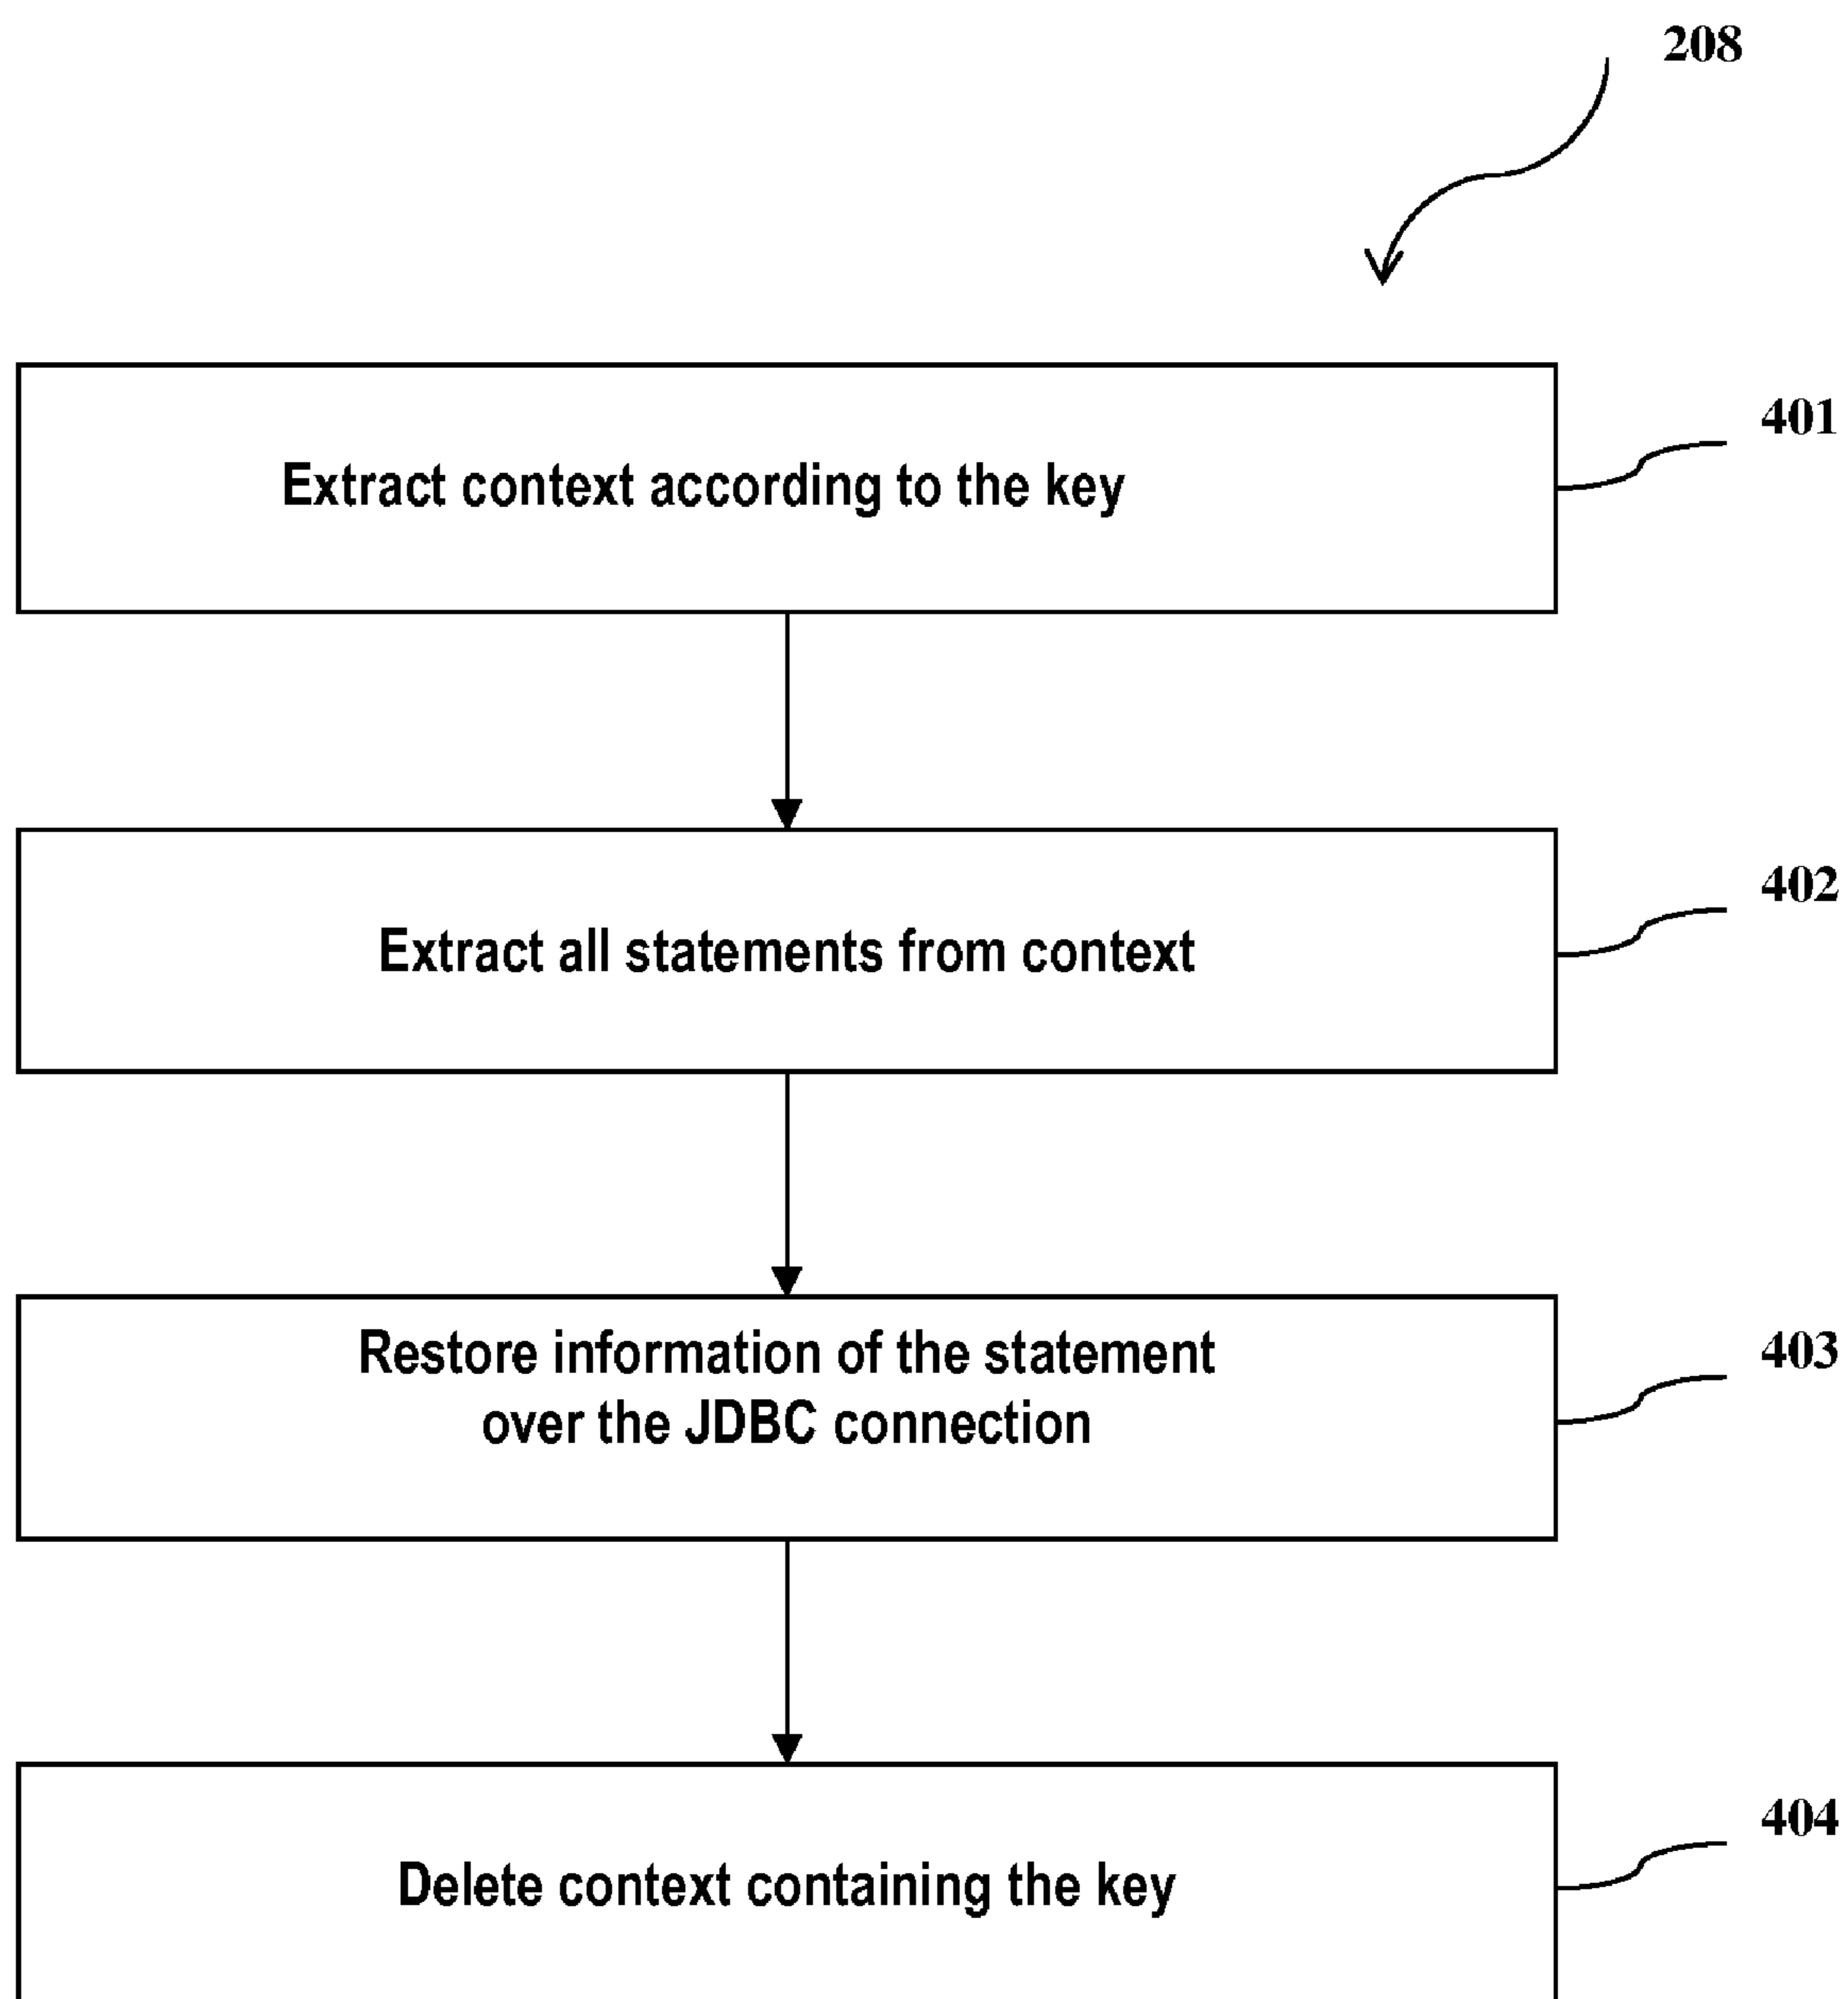 208
Extract context according to the key
401
Extract all statements from context
402
Restore information of the statement
over the JDBC connection
403
Delete context containing the key
404